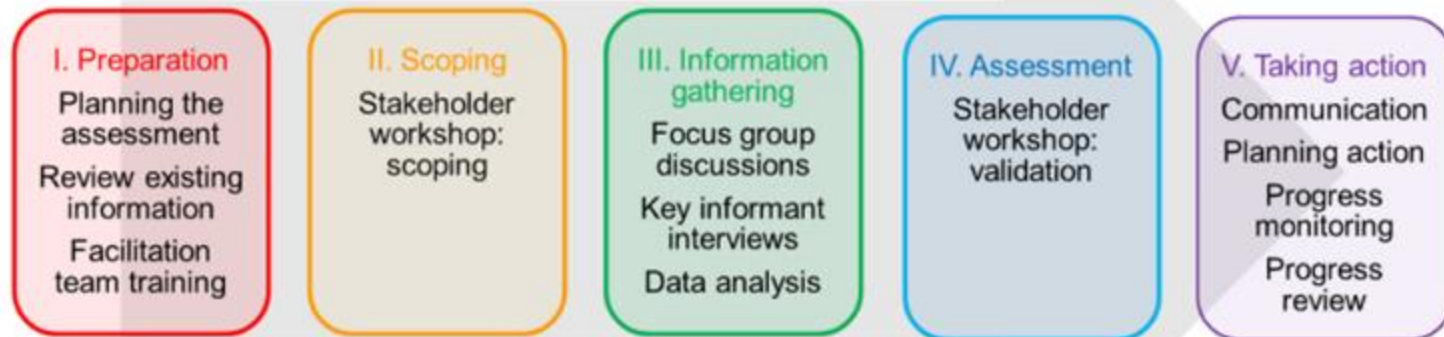 I. Preparation
Planning the
assessment
Review existing
information
Facilitation
team training
II. Scoping
Stakeholder
workshop:
scoping
III. Information
gathering
Focus group
discussions
Key informant
interviews
Data analysis
IV. Assessment
Stakeholder
workshop:
validation
V. Taking action
Communication
Planning action
Progress
monitoring
Progress
review